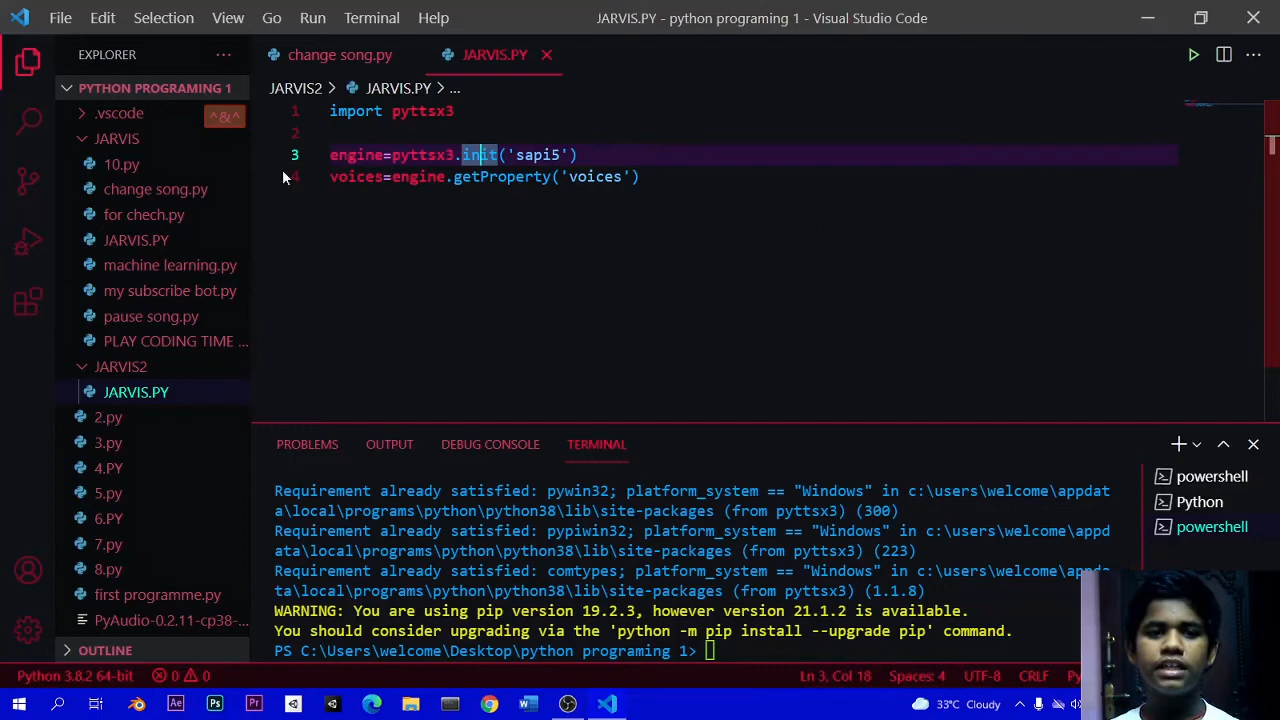 File Edit Selection View Go Run Terminal Help JARVIS.PY - python programing 1 - Visual Studio Code
EXPLORER
PYTHON PROGRAMING 1
.vscode
^&^
JARVIS
10.py
change song.py
for chech.py
JARVIS.PY
machine learning.py
my subscribe bot.py
pause song.py
PLAY CODING TIME ...
JARVIS2
JARVIS.PY
2.py
3.py
4.PY
5.py
6.PY
7.py
8.py
first programme.py
PyAudio-0.2.11-cp38-...
OUTLINE
change song.py JARVIS.PY
JARVIS2 > JARVIS.PY > ...
1 import pyttsx3
2
3 engine=pyttsx3.init('sapi5')
4 voices=engine.getProperty('voices')
PROBLEMS OUTPUT DEBUG CONSOLE TERMINAL
Requirement already satisfied: pywin32; platform_system == "Windows" in c:\users\welcome\appdat
a\local\programs\python\python38\lib\site-packages (from pyttsx3) (300)
Requirement already satisfied: pypiwin32; platform_system == "Windows" in c:\users\welcome\appd
ata\local\programs\python\python38\lib\site-packages (from pyttsx3) (223)
Requirement already satisfied: comtypes; platform_system == "Windows" in c:\users\welcome\appda
ta\local\programs\python\python38\lib\site-packages (from pyttsx3) (1.1.8)
WARNING: You are using pip version 19.2.3, however version 21.1.2 is available.
You should consider upgrading via the 'python -m pip install --upgrade pip' command.
PS C:\Users\welcome\Desktop\python programing 1>
powershell
Python
powershell
Python 3.8.2 64-bit 0 0 Ln 3, Col 18 Spaces: 4 UTF-8 CRLF Py
Ae Ps Pr 33°C Cloudy